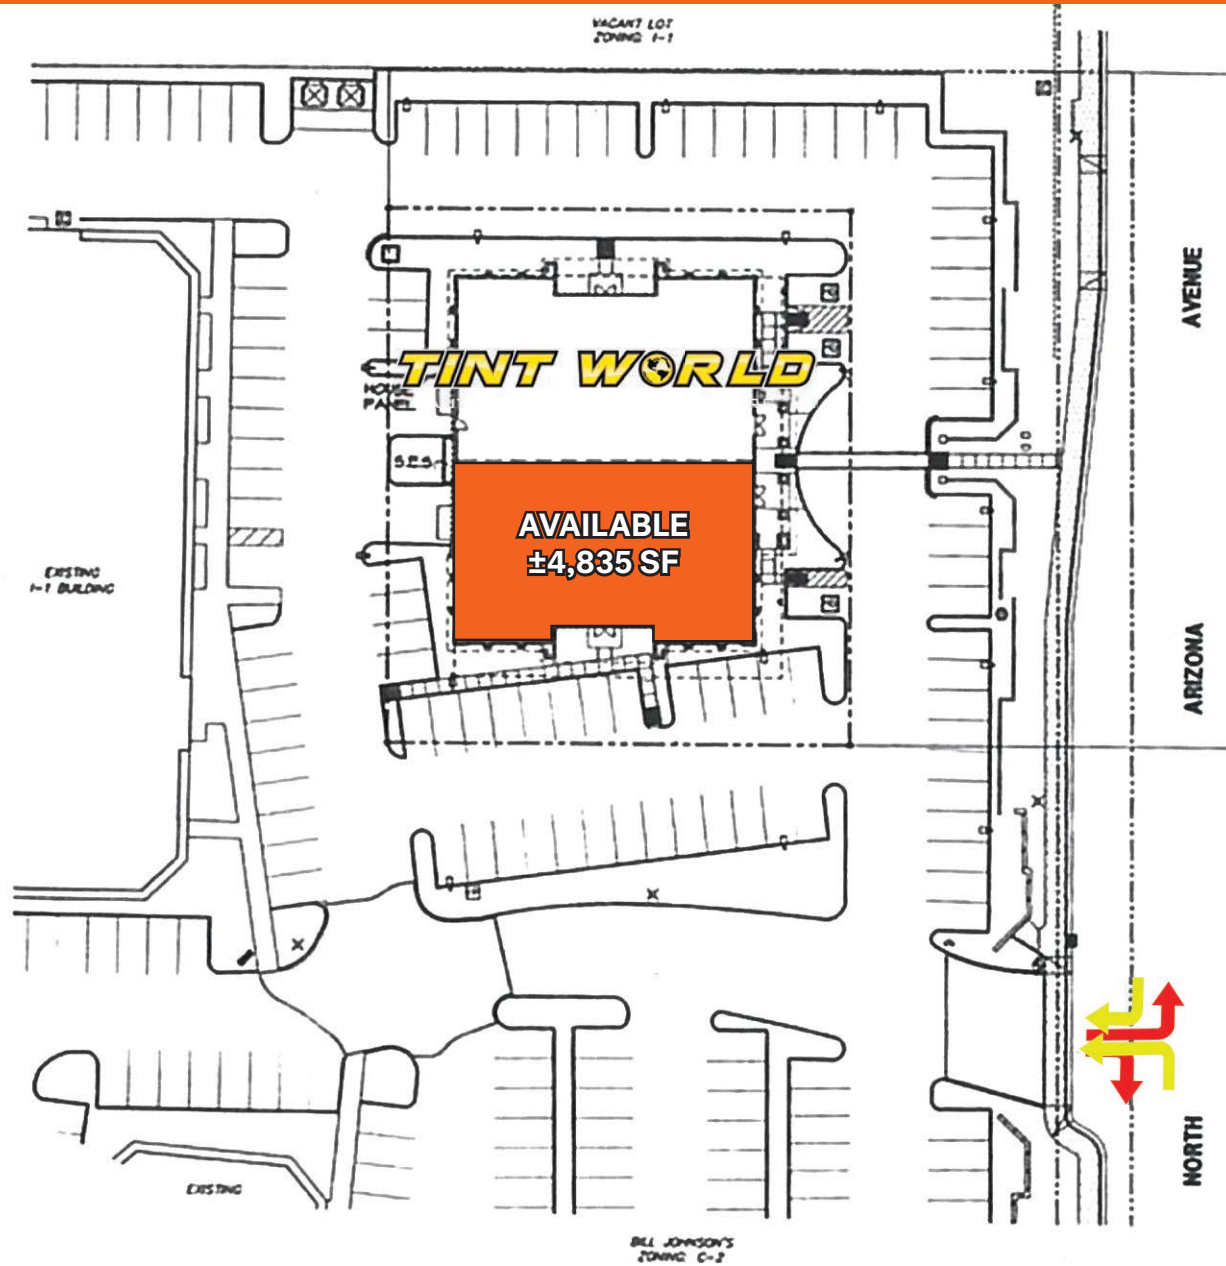 VACANT LOT
ZONING I-1
AVENUE
TINT WORLD
HOUSE
PANEL
S.E.S.
AVAILABLE
±4,835 SF
EXISTING
I-1 BUILDING
ARIZONA
NORTH
EXISTING
BILL JOHNSON'S
ZONING C-2